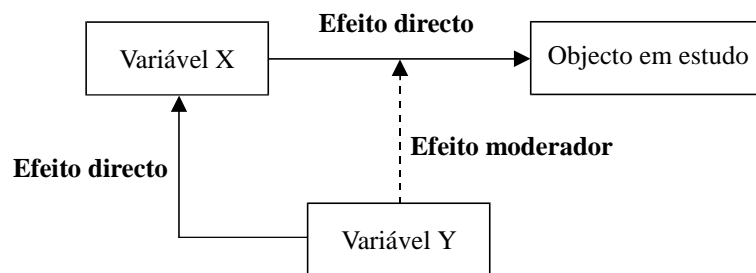 Efeito directo
Variável X
Objecto em estudo
Efeito directo
Efeito moderador
Variável Y